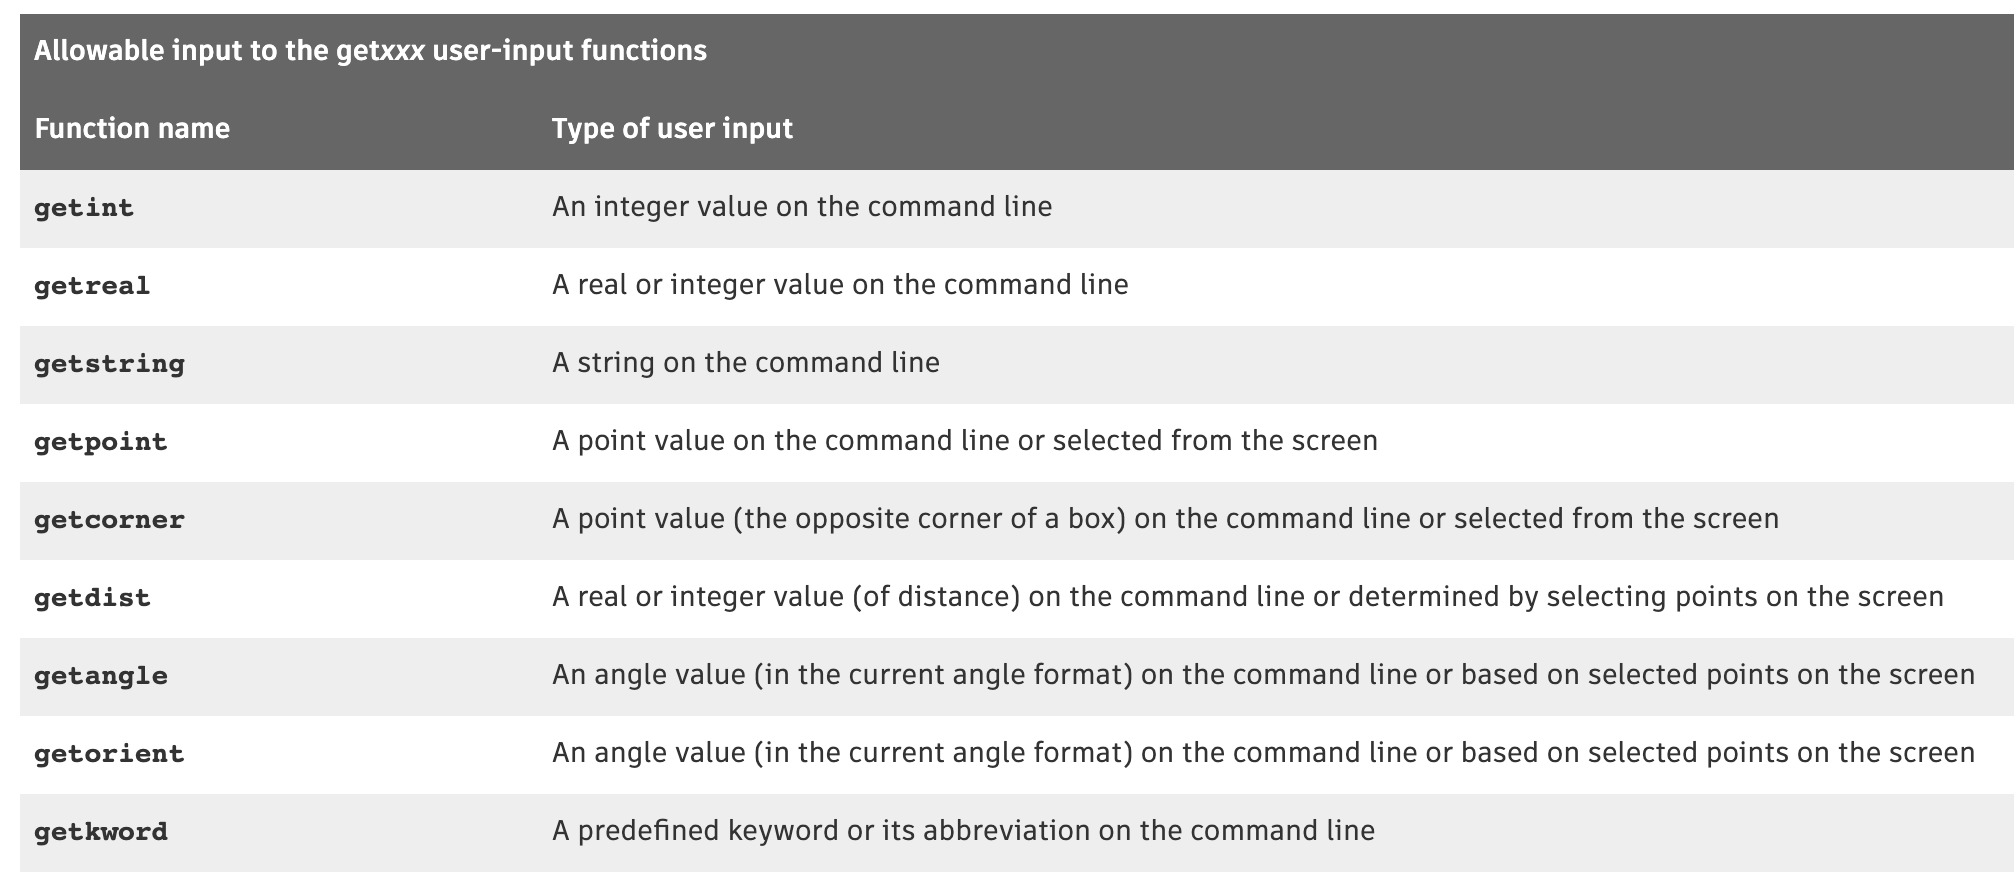 Allowable input to the getxxx user-input functions
Function name Type of user input
getint An integer value on the command line
getreal A real or integer value on the command line
getstring A string on the command line
getpoint A point value on the command line or selected from the screen
getcorner A point value (the opposite corner of a box) on the command line or selected from the screen
getdist A real or integer value (of distance) on the command line or determined by selecting points on the screen
getangle An angle value (in the current angle format) on the command line or based on selected points on the screen
getorient An angle value (in the current angle format) on the command line or based on selected points on the screen
getkword A predefined keyword or its abbreviation on the command line